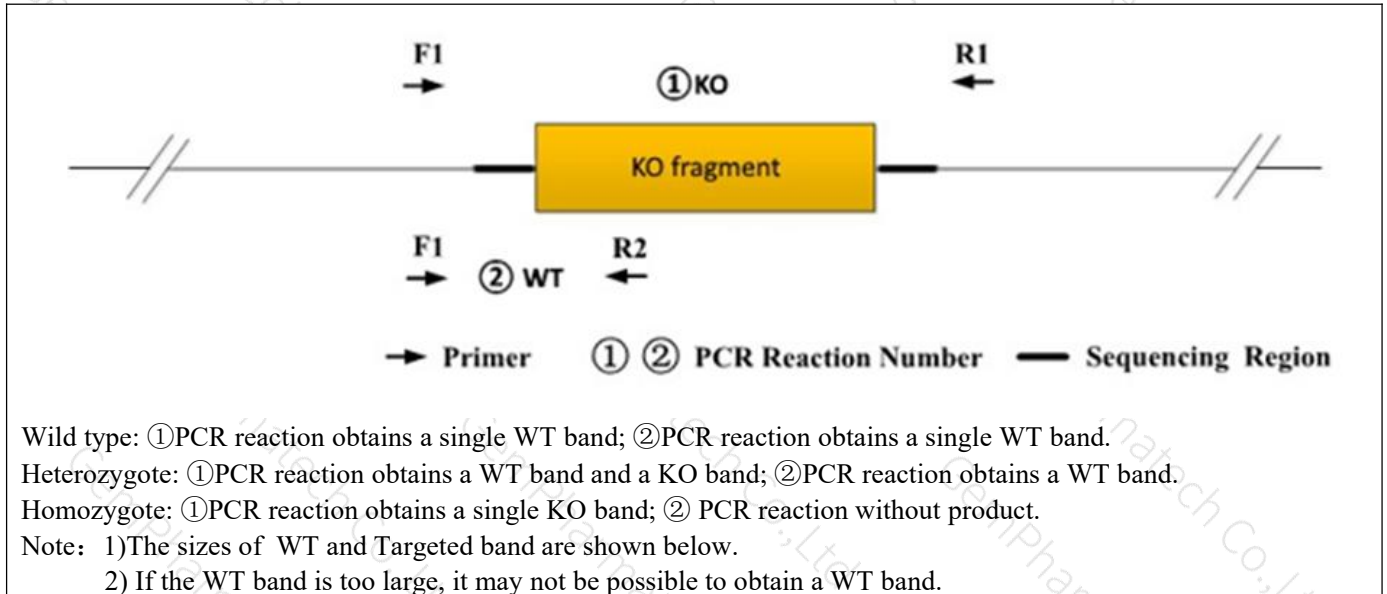 F1 R1
①KO
KO fragment
F1 R2
② WT
Primer ① ② PCR Reaction Number Sequencing Region
Wild type: ①PCR reaction obtains a single WT band; ②PCR reaction obtains a single WT band.
Heterozygote: ①PCR reaction obtains a WT band and a KO band; ②PCR reaction obtains a WT band.
Homozygote: ①PCR reaction obtains a single KO band; ② PCR reaction without product.
Note：1)The sizes of WT and Targeted band are shown below.
2) If the WT band is too large, it may not be possible to obtain a WT band.